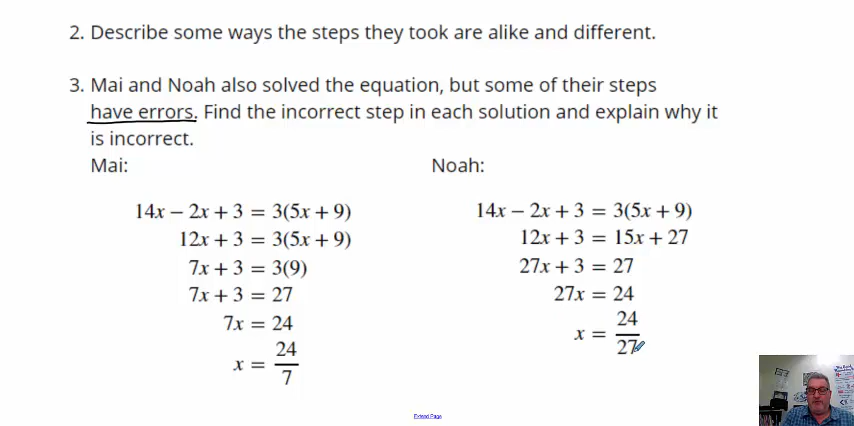 2. Describe some ways the steps they took are alike and different.
3. Mai and Noah also solved the equation, but some of their steps
have errors. Find the incorrect step in each solution and explain why it
is incorrect.
Mai:
14x − 2x + 3 = 3(5x + 9)
12x + 3 = 3(5x + 9)
7x + 3 = 3(9)
7x + 3 = 27
7x = 24
x = 24/7
Noah:
14x − 2x + 3 = 3(5x + 9)
12x + 3 = 15x + 27
27x + 3 = 27
27x = 24
x = 24/27
Extend Page